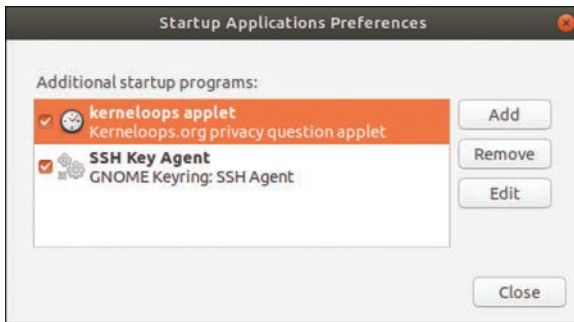 Startup Applications Preferences
Additional startup programs:
kerneloops applet
Kerneloops.org privacy question applet
SSH Key Agent
GNOME Keyring: SSH Agent
Add
Remove
Edit
Close